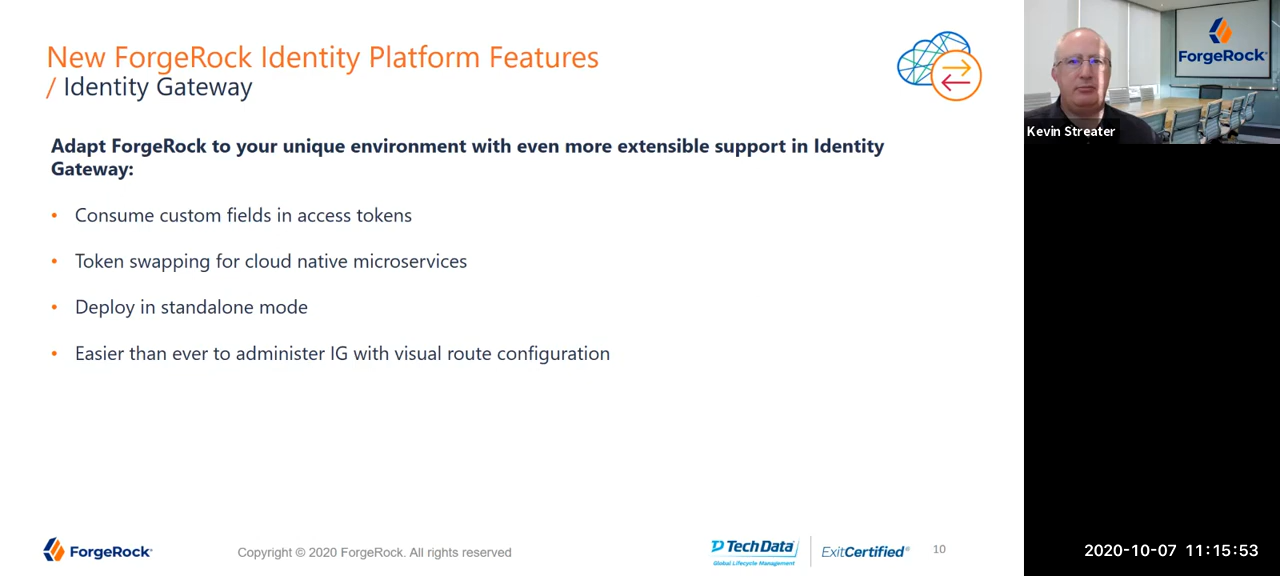 New ForgeRock Identity Platform Features
/ Identity Gateway
Adapt ForgeRock to your unique environment with even more extensible support in Identity
Gateway:
• Consume custom fields in access tokens
• Token swapping for cloud native microservices
• Deploy in standalone mode
• Easier than ever to administer IG with visual route configuration
ForgeRock
Copyright © 2020 ForgeRock. All rights reserved
Tech Data
Global Lifecycle Management
ExitCertified®
10
ForgeRock
Kevin Streater
2020-10-07 11:15:53